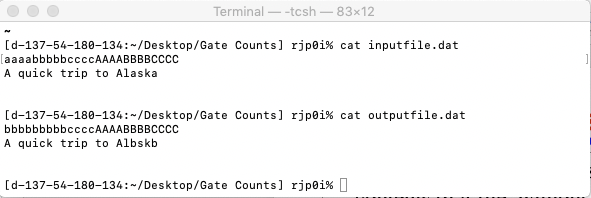 Terminal — -tcsh — 83×12
~
[d-137-54-180-134:~/Desktop/Gate Counts] rjp0i% cat inputfile.dat
aaaabbbbbccccAAAABBBBCCCC
A quick trip to Alaska
[d-137-54-180-134:~/Desktop/Gate Counts] rjp0i% cat outputfile.dat
bbbbbbbbbccccAAAABBBBCCCC
A quick trip to Albskb
[d-137-54-180-134:~/Desktop/Gate Counts] rjp0i%